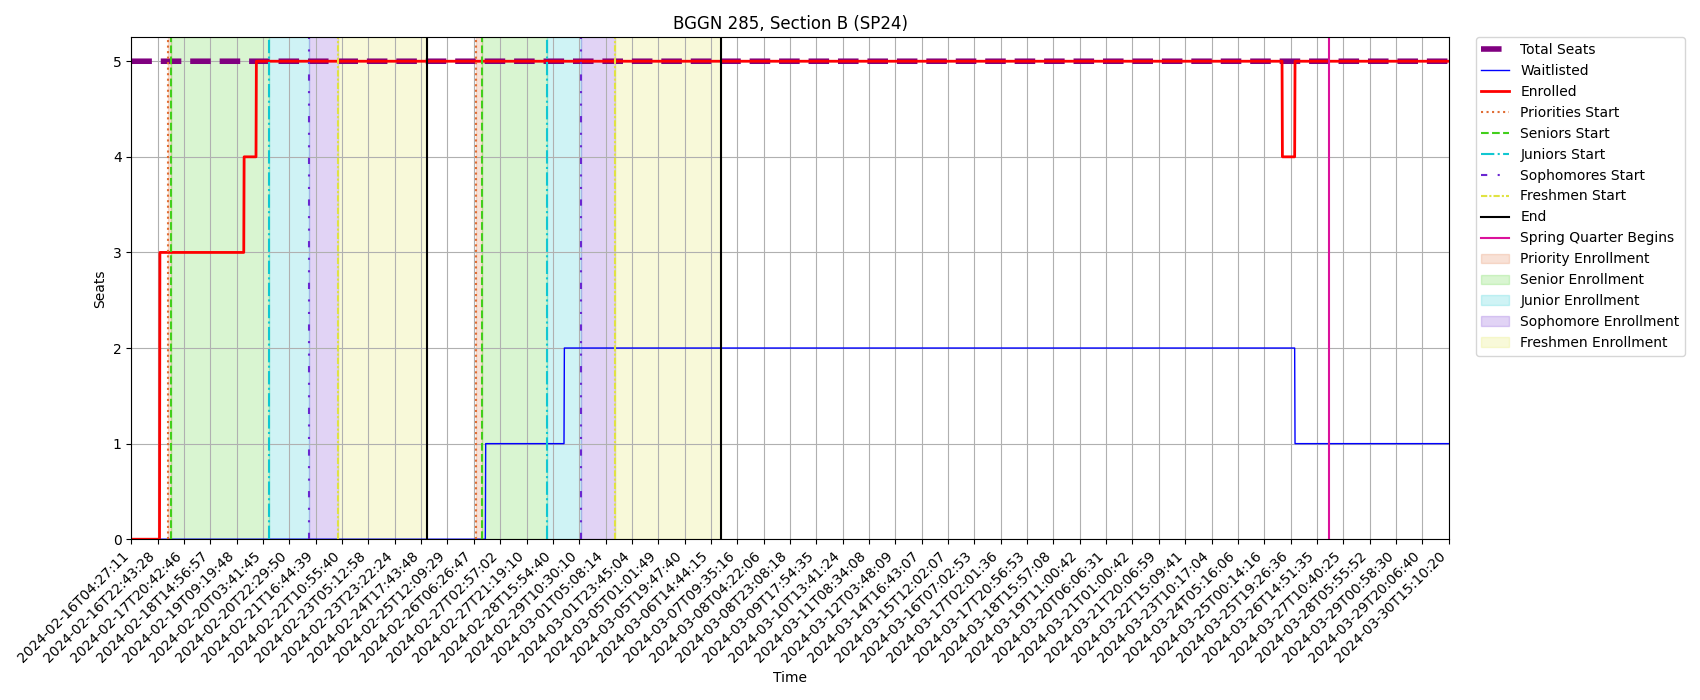 BGGN 285, Section B (SP24)
Seats
5
4
3
2
1
0
2024-02-16T04:27:11
2024-02-16T22:43:28
2024-02-17T20:42:46
2024-02-18T14:56:57
2024-02-19T09:19:48
2024-02-20T03:41:45
2024-02-20T22:29:50
2024-02-21T16:44:39
2024-02-22T10:55:40
2024-02-23T05:12:58
2024-02-23T23:22:24
2024-02-24T17:43:48
2024-02-25T12:09:29
2024-02-26T06:26:47
2024-02-27T02:57:02
2024-02-27T21:19:10
2024-02-28T15:54:40
2024-02-29T10:30:10
2024-03-01T05:08:14
2024-03-01T23:45:04
2024-03-05T01:01:49
2024-03-05T19:47:40
2024-03-06T14:44:15
2024-03-07T09:35:16
2024-03-08T04:22:06
2024-03-08T23:08:18
2024-03-09T17:54:35
2024-03-10T13:41:24
2024-03-11T08:34:08
2024-03-12T03:48:09
2024-03-14T16:43:07
2024-03-15T12:02:07
2024-03-16T07:02:53
2024-03-17T02:01:36
2024-03-17T20:56:53
2024-03-18T15:57:08
2024-03-19T11:00:42
2024-03-20T06:06:31
2024-03-21T01:00:42
2024-03-21T20:06:59
2024-03-22T15:09:41
2024-03-23T10:17:04
2024-03-24T05:16:06
2024-03-25T00:14:16
2024-03-25T19:26:36
2024-03-26T14:51:35
2024-03-27T10:40:25
2024-03-28T05:55:52
2024-03-29T00:58:30
2024-03-29T20:06:40
2024-03-30T15:10:20
Time
Total Seats
Waitlisted
Enrolled
Priorities Start
Seniors Start
Juniors Start
Sophomores Start
Freshmen Start
End
Spring Quarter Begins
Priority Enrollment
Senior Enrollment
Junior Enrollment
Sophomore Enrollment
Freshmen Enrollment